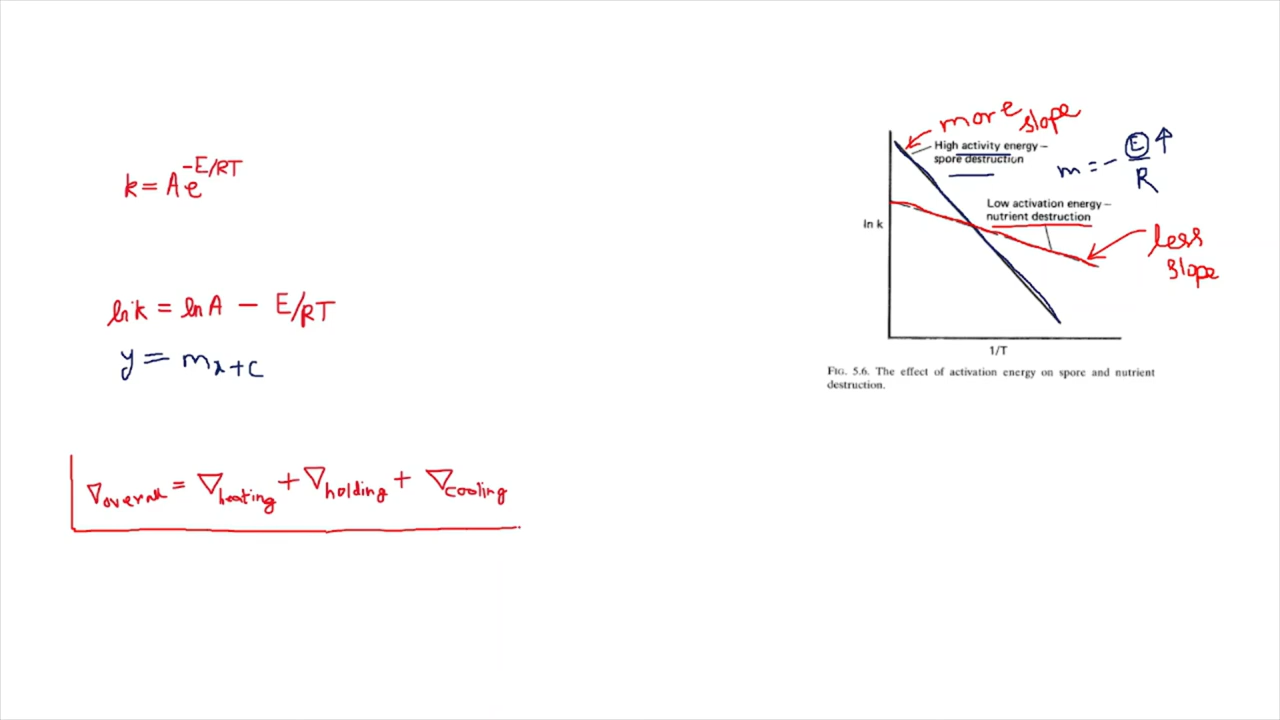 k = Ae^-E/RT
ln k = ln A – E/RT
y = mx+c
∇overall = ∇heating + ∇holding + ∇cooling
more slope
High activity energy–
spore destruction
m = - E/R ↑
Low activation energy–
nutrient destruction
less
slope
ln k
1/T
FIG. 5.6. The effect of activation energy on spore and nutrient
destruction.